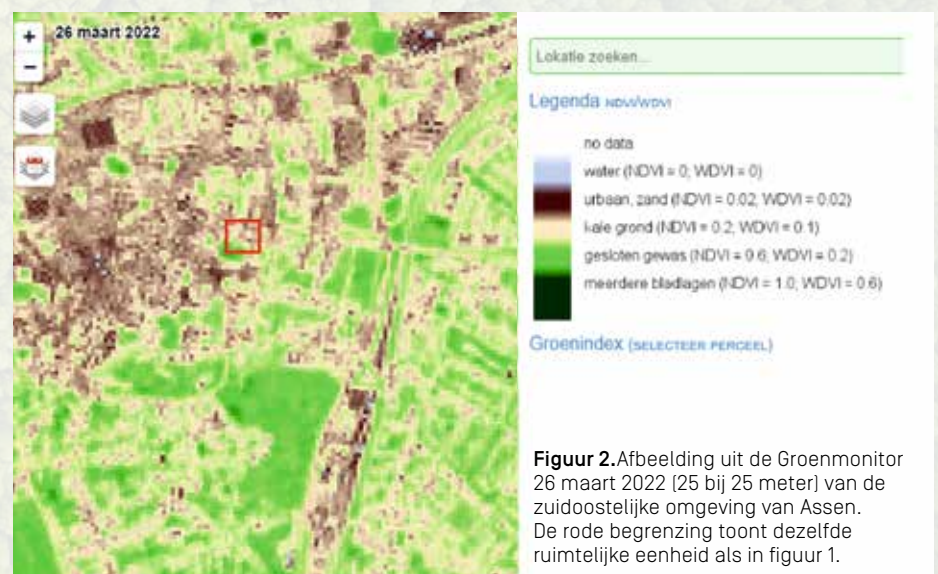 +
26 maart 2022
−
Lokatie zoeken...
Legenda NDVI/WDVI
no data
water (NDVI = 0; WDVI = 0)
urbaan, zand (NDVI = 0.02; WDVI = 0.02)
kale grond (NDVI = 0.2; WDVI = 0.1)
gesloten gewas (NDVI = 0.6; WDVI = 0.2)
meerdere bladlagen (NDVI = 1.0; WDVI = 0.6)
Groenindex (SELECTEER PERCEEL)
Figuur 2.Afbeelding uit de Groenmonitor
26 maart 2022 (25 bij 25 meter) van de
zuidoostelijke omgeving van Assen.
De rode begrenzing toont dezelfde
ruimtelijke eenheid als in figuur 1.